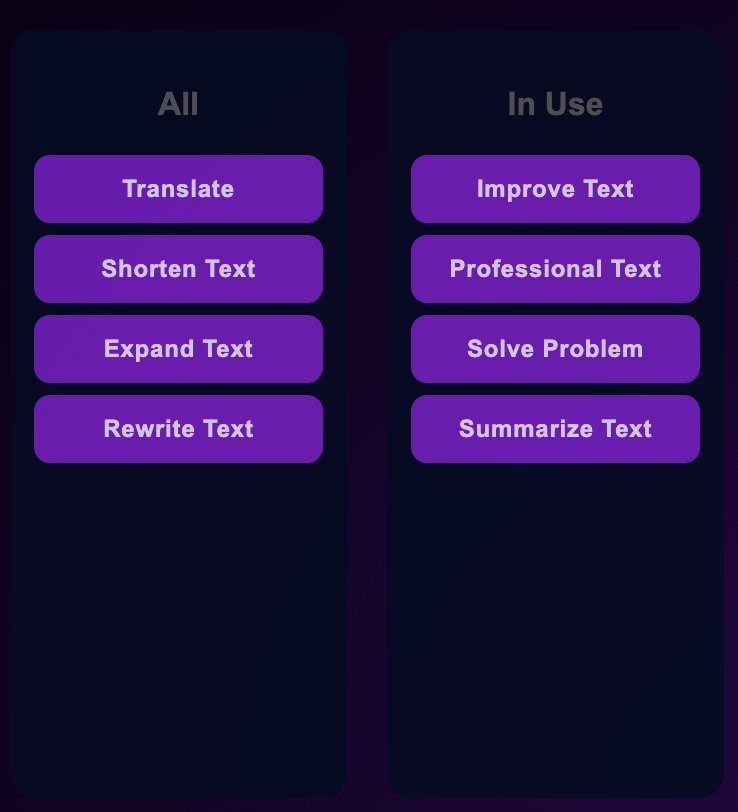 All
Translate
Shorten Text
Expand Text
Rewrite Text
In Use
Improve Text
Professional Text
Solve Problem
Summarize Text